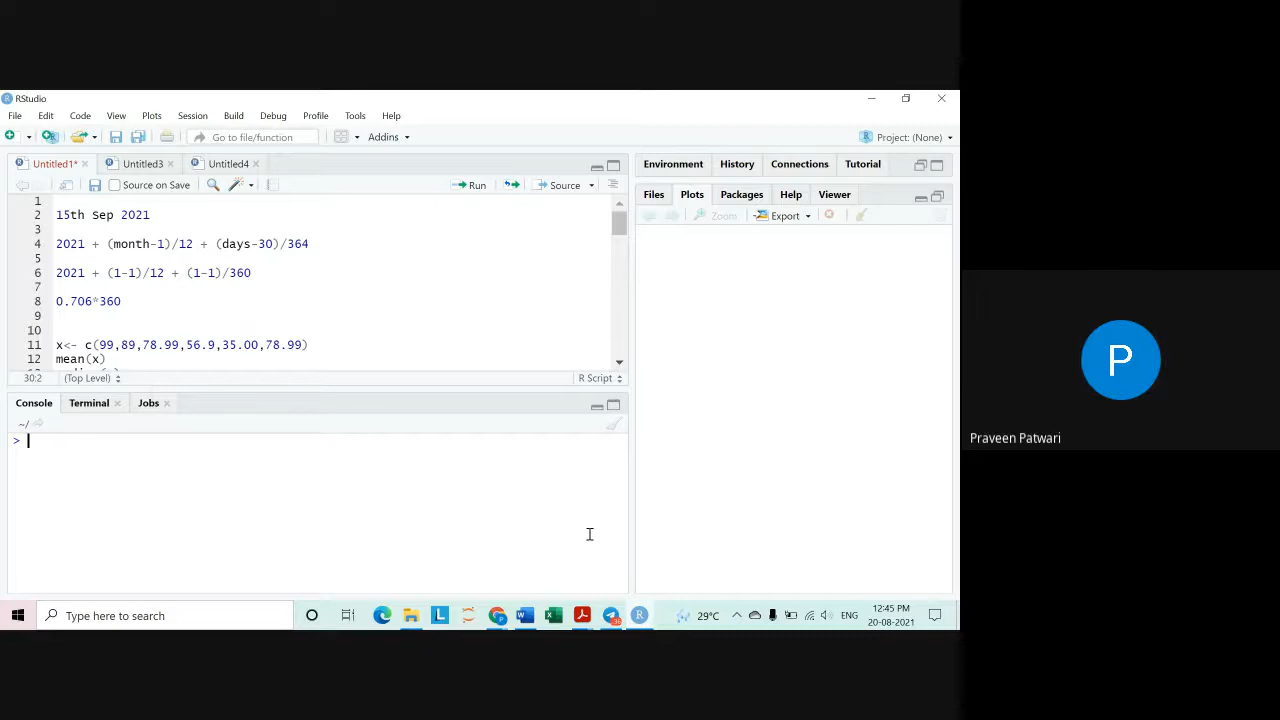 RStudio
File Edit Code View Plots Session Build Debug Profile Tools Help
Go to file/function Addins Project: (None)
Untitled1* Untitled3 Untitled4
Source on Save Run Source
1
2 15th Sep 2021
3
4 2021 + (month-1)/12 + (days-30)/364
5
6 2021 + (1-1)/12 + (1-1)/360
7
8 0.706*360
9
10
11 x<- c(99,89,78.99,56.9,35.00,78.99)
12 mean(x)
30:2 (Top Level) R Script
Console Terminal Jobs
~/
>
Environment History Connections Tutorial
Files Plots Packages Help Viewer
Zoom Export
P
Praveen Patwari
Type here to search
29°C ENG
12:45 PM
20-08-2021